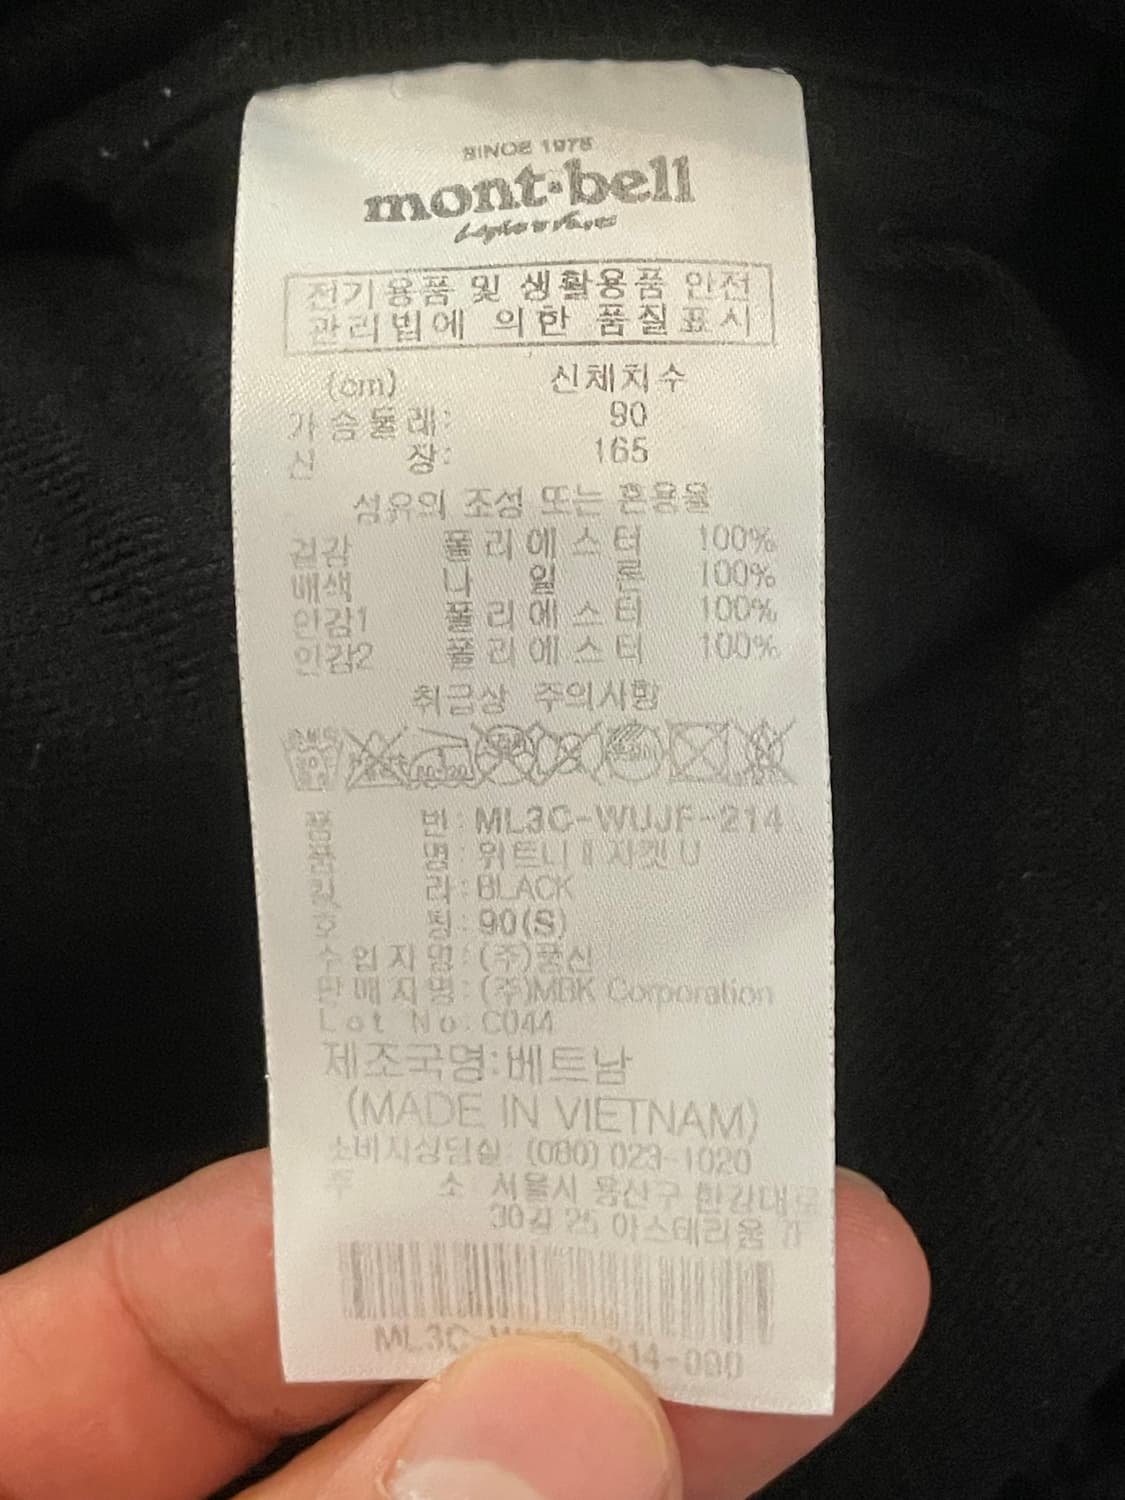 SINCE 1975
mont-bell
전기용품 및 생활용품 안전
관리법에 의한 품질표시
(cm) 신체치수
가슴둘레: 90
신 장: 165
섬유의 조성 또는 혼용율
겉감 폴리에스터 100%
배색 나 일 론 100%
안감1 폴리에스터 100%
안감2 폴리에스터 100%
취급상 주의사항
품 번: ML3C-WUJF-214
품 명: 위트니 Ⅱ 자켓 U
칼 라: BLACK
호 칭: 90(S)
수입자명: (주)풍신
판매자명: (주)MBK Corporation
Lot No: C044
제조국명:베트남
(MADE IN VIETNAM)
소비자상담실: (080) 023-1020
주 소: 서울시 용산구 한강대로
30길 25 아스테리움
ML3C- 214-090